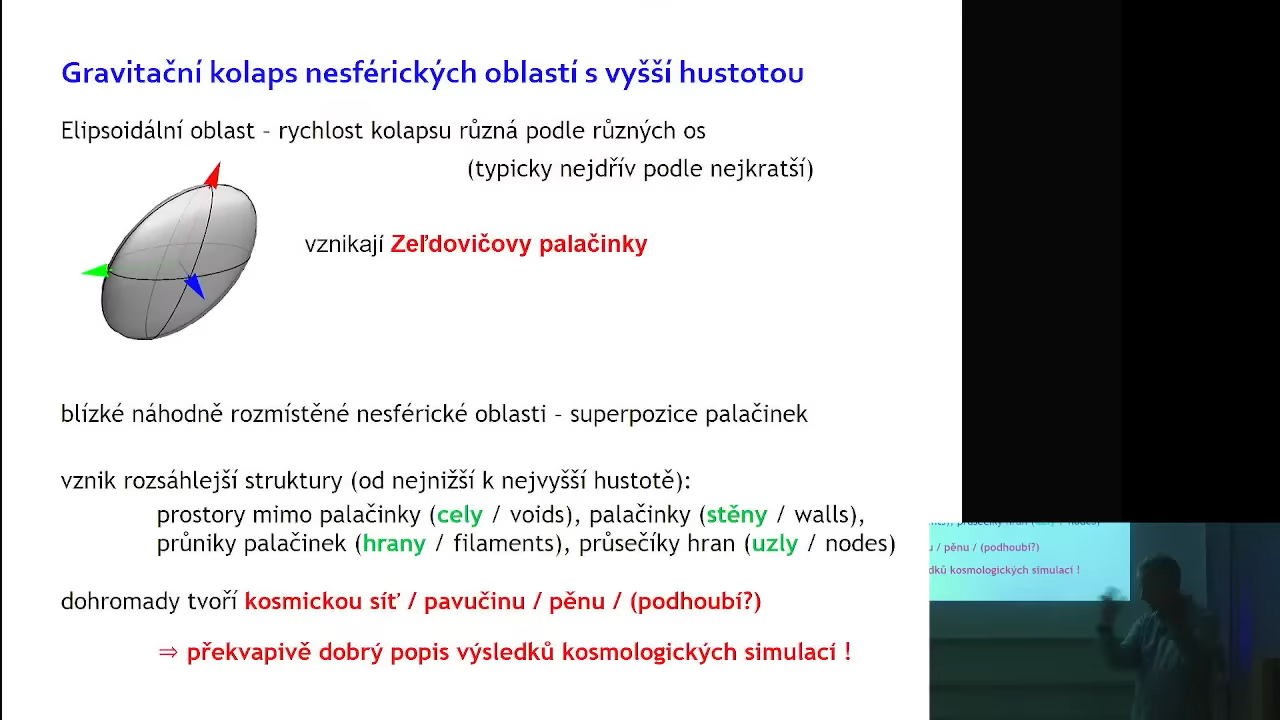 Gravitační kolaps nesférických oblastí s vyšší hustotou
Elipsoidální oblast – rychlost kolapsu různá podle různých os
(typicky nejdřív podle nejkratší)
vznikají Zeľdovičovy palačinky
blízké náhodně rozmístěné nesférické oblasti – superpozice palačinek
vznik rozsáhlejší struktury (od nejnižší k nejvyšší hustotě):
prostory mimo palačinky (cely / voids), palačinky (stěny / walls),
průniky palačinek (hrany / filaments), průsečíky hran (uzly / nodes)
dohromady tvoří kosmickou síť / pavučinu / pěnu / (podhoubí?)
⇒ překvapivě dobrý popis výsledků kosmologických simulací !
/ pěnu / (podhoubí?)
kosmologických simulací !